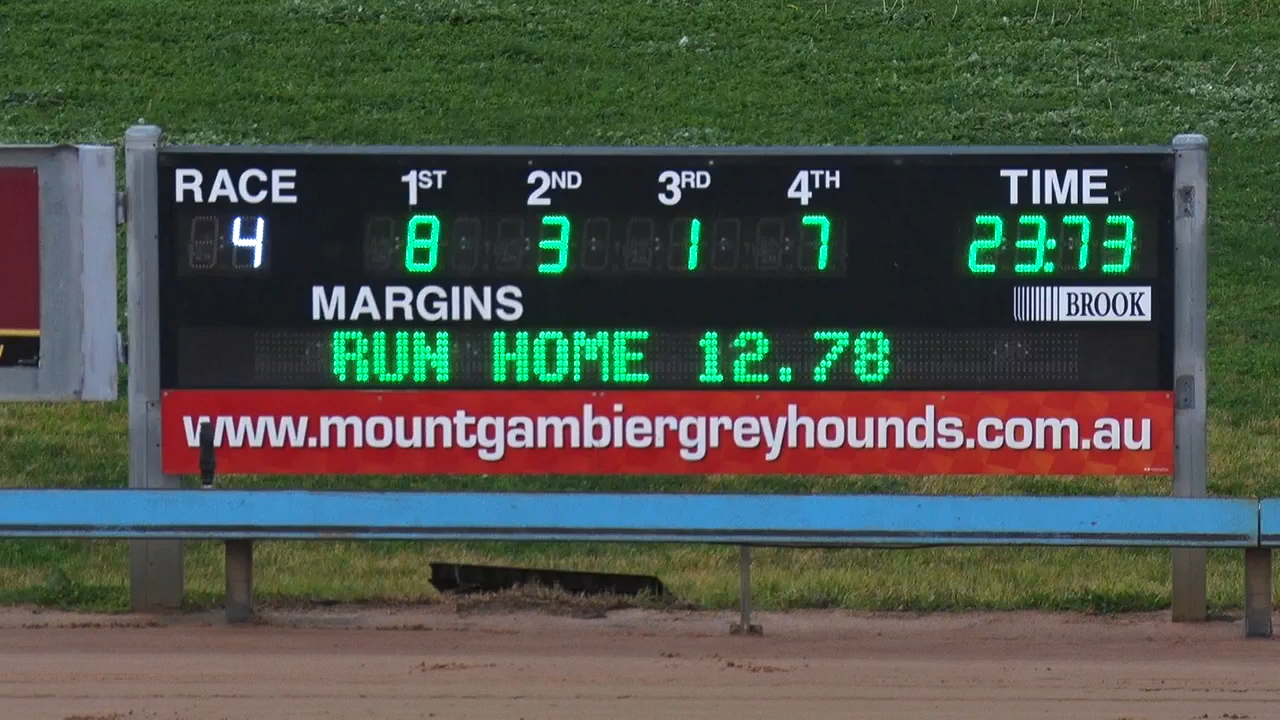 RACE 1ST 2ND 3RD 4TH TIME
4 8 3 1 7 23:73
MARGINS BROOK
RUN HOME 12.78
www.mountgambiergreyhounds.com.au